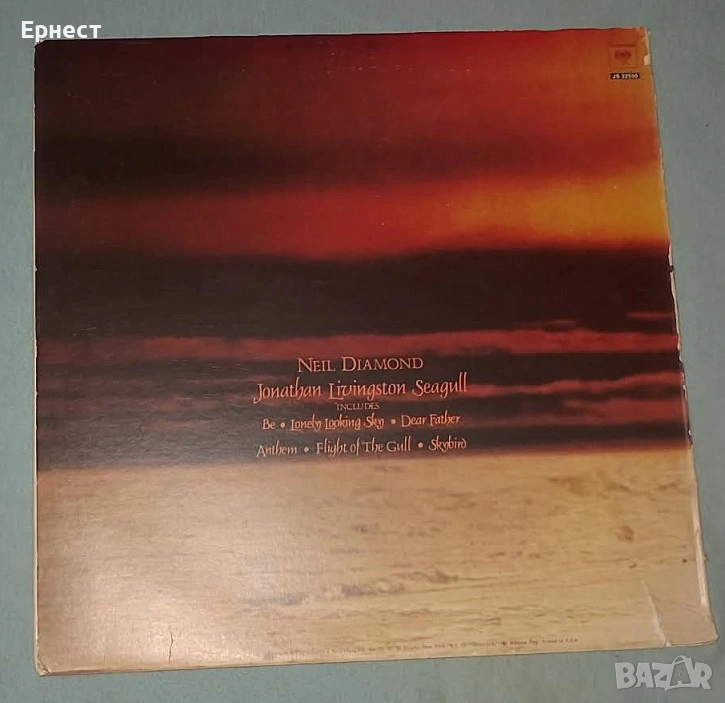 Ернест
JS 32550
NEIL DIAMOND
Jonathan Livingston Seagull
INCLUDES
Be • Lonely Looking Sky • Dear Father
Anthem • Flight of The Gull • Skybird
BAZAR